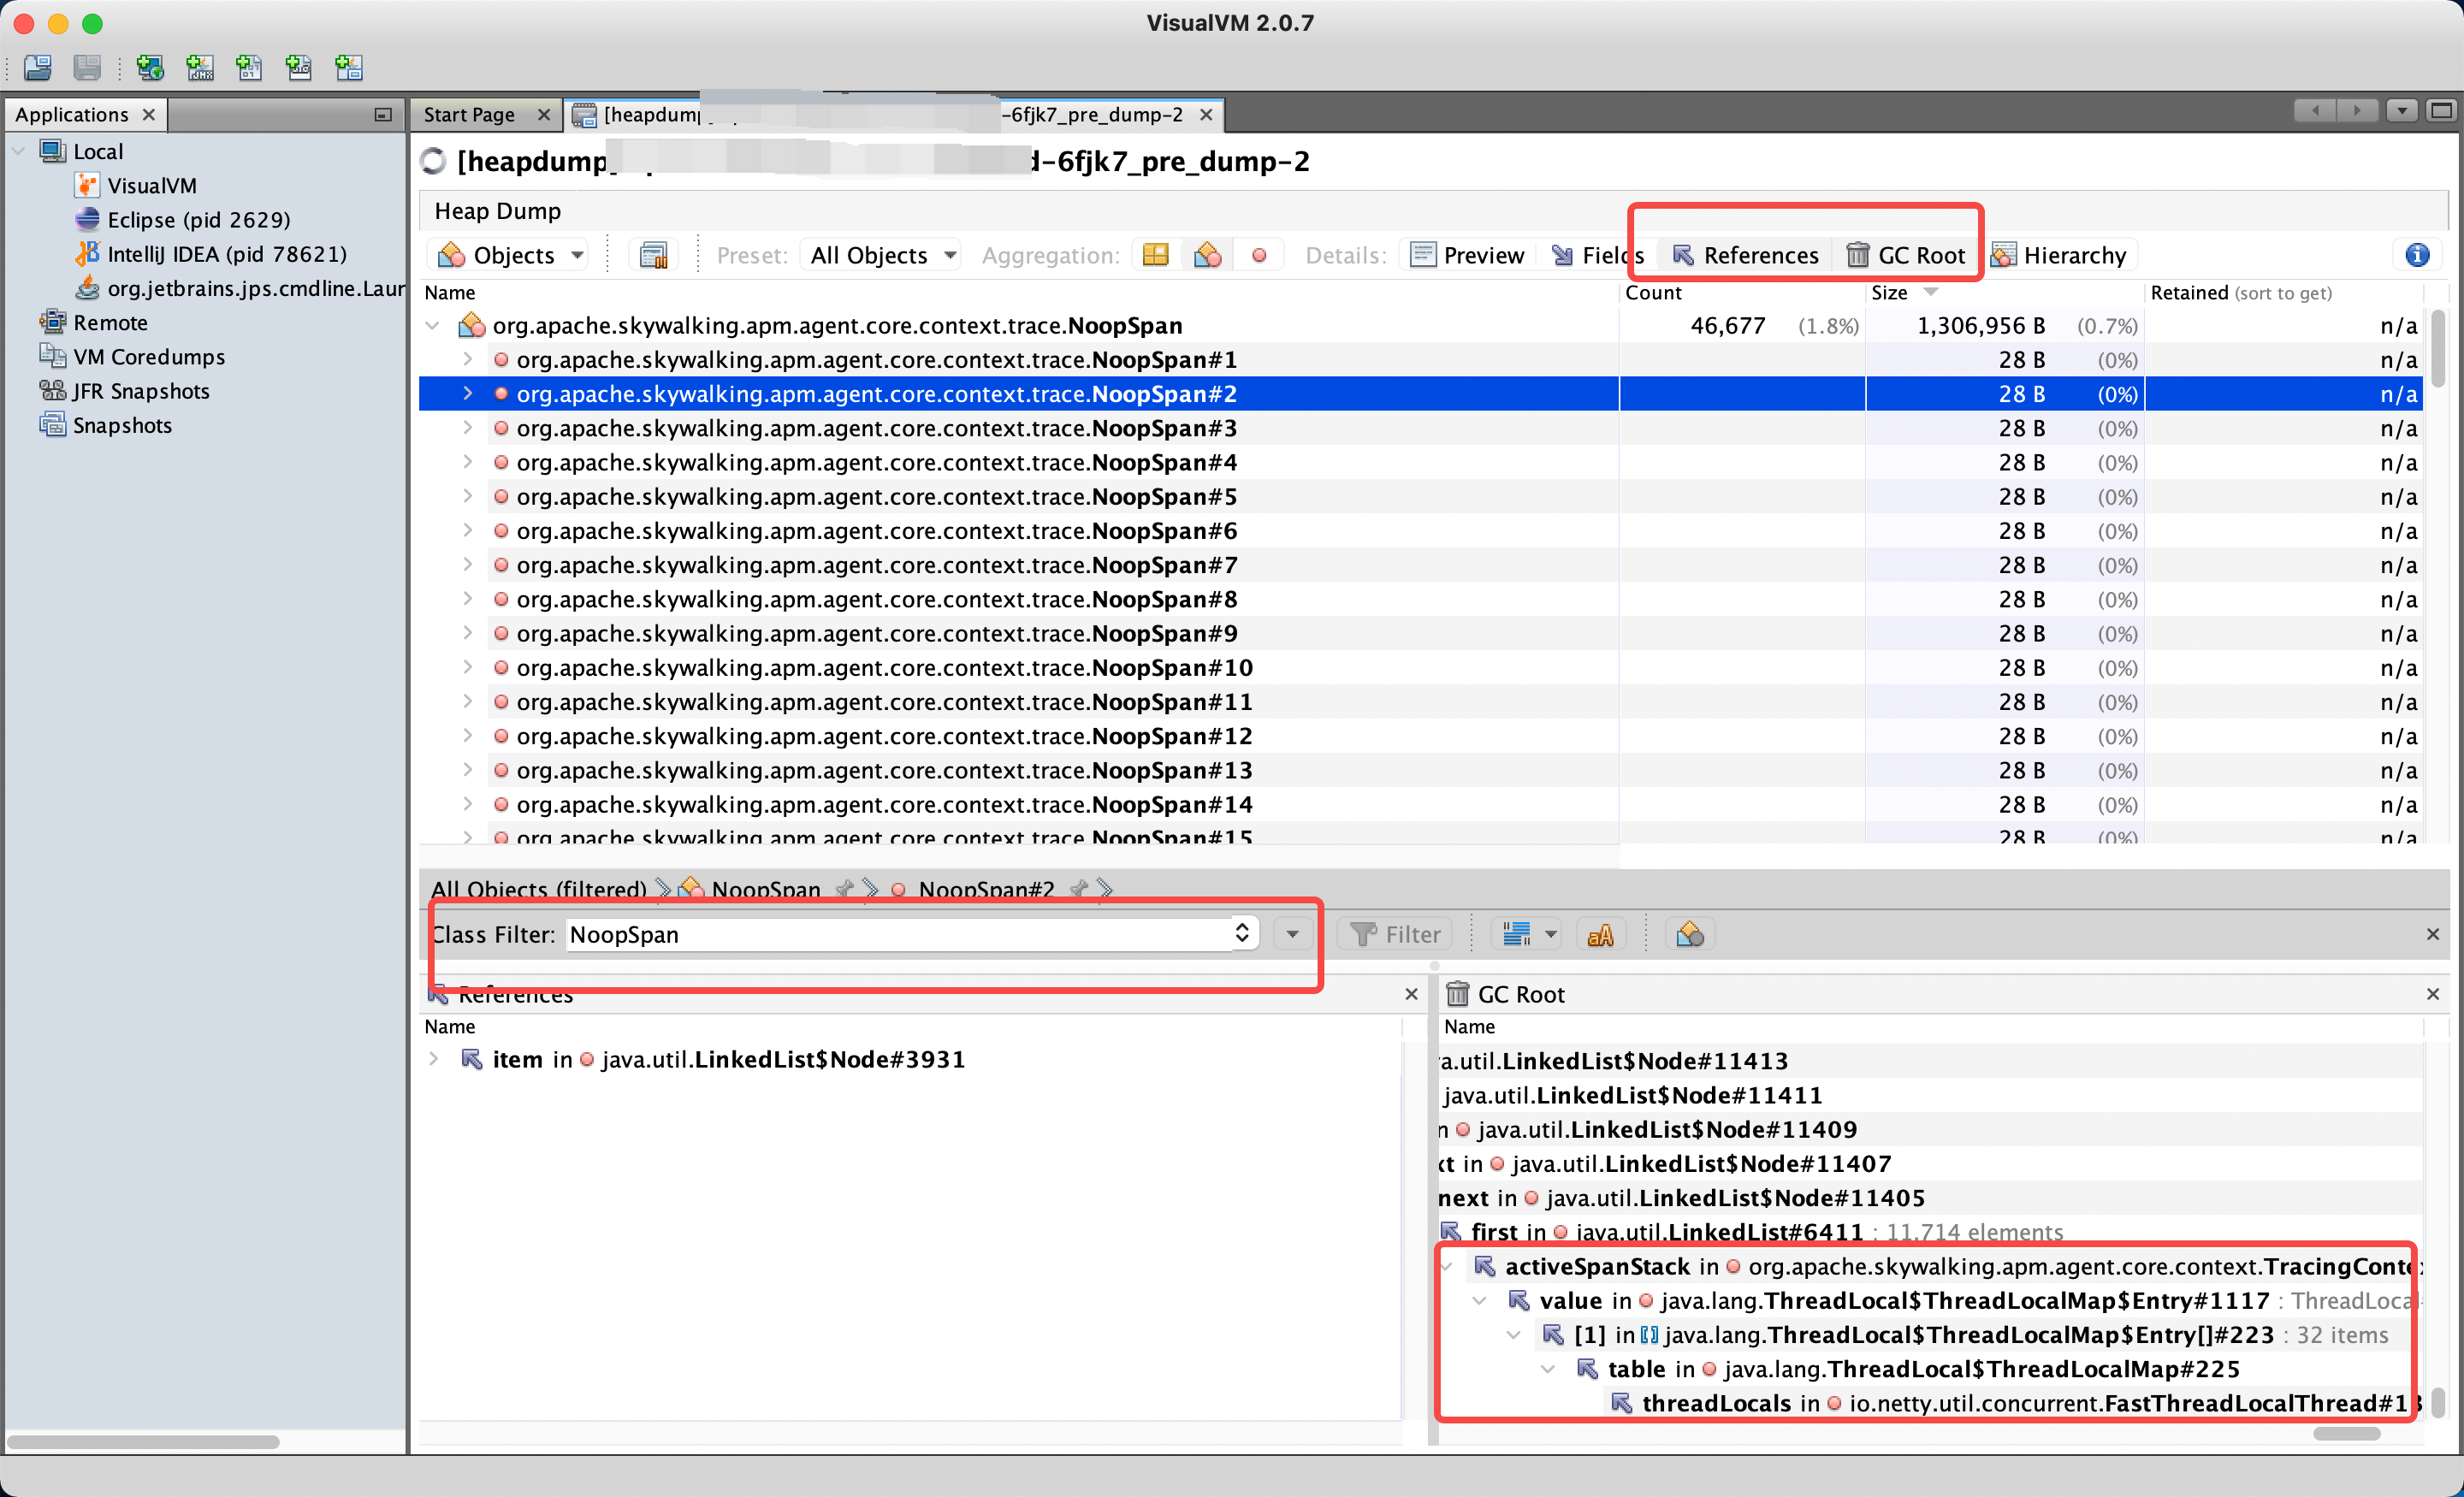 VisualVM 2.0.7
Applications
Start Page
[heapdump
-6fjk7_pre_dump-2
Local
VisualVM
Eclipse (pid 2629)
IntelliJ IDEA (pid 78621)
org.jetbrains.jps.cmdline.Laur
Remote
VM Coredumps
JFR Snapshots
Snapshots
[heapdump
d-6fjk7_pre_dump-2
Heap Dump
Objects Preset: All Objects Aggregation: Details: Preview Fields References GC Root Hierarchy
Name Count Size Retained (sort to get)
org.apache.skywalking.apm.agent.core.context.trace.NoopSpan 46,677 (1.8%) 1,306,956 B (0.7%) n/a
org.apache.skywalking.apm.agent.core.context.trace.NoopSpan#1 28 B (0%) n/a
org.apache.skywalking.apm.agent.core.context.trace.NoopSpan#2 28 B (0%) n/a
org.apache.skywalking.apm.agent.core.context.trace.NoopSpan#3 28 B (0%) n/a
org.apache.skywalking.apm.agent.core.context.trace.NoopSpan#4 28 B (0%) n/a
org.apache.skywalking.apm.agent.core.context.trace.NoopSpan#5 28 B (0%) n/a
org.apache.skywalking.apm.agent.core.context.trace.NoopSpan#6 28 B (0%) n/a
org.apache.skywalking.apm.agent.core.context.trace.NoopSpan#7 28 B (0%) n/a
org.apache.skywalking.apm.agent.core.context.trace.NoopSpan#8 28 B (0%) n/a
org.apache.skywalking.apm.agent.core.context.trace.NoopSpan#9 28 B (0%) n/a
org.apache.skywalking.apm.agent.core.context.trace.NoopSpan#10 28 B (0%) n/a
org.apache.skywalking.apm.agent.core.context.trace.NoopSpan#11 28 B (0%) n/a
org.apache.skywalking.apm.agent.core.context.trace.NoopSpan#12 28 B (0%) n/a
org.apache.skywalking.apm.agent.core.context.trace.NoopSpan#13 28 B (0%) n/a
org.apache.skywalking.apm.agent.core.context.trace.NoopSpan#14 28 B (0%) n/a
org.apache.skywalking.apm.agent.core.context.trace.NoopSpan#15 28 B (0%) n/a
All Objects (filtered) NoopSpan NoopSpan#2
Class Filter: NoopSpan Filter
References
Name
item in java.util.LinkedList$Node#3931
GC Root
Name
va.util.LinkedList$Node#11413
java.util.LinkedList$Node#11411
n java.util.LinkedList$Node#11409
xt in java.util.LinkedList$Node#11407
next in java.util.LinkedList$Node#11405
first in java.util.LinkedList#6411 : 11,714 elements
activeSpanStack in org.apache.skywalking.apm.agent.core.context.TracingConte
value in java.lang.ThreadLocal$ThreadLocalMap$Entry#1117 : ThreadLocal
[1] in java.lang.ThreadLocal$ThreadLocalMap$Entry[]#223 : 32 items
table in java.lang.ThreadLocal$ThreadLocalMap#225
threadLocals in io.netty.util.concurrent.FastThreadLocalThread#13